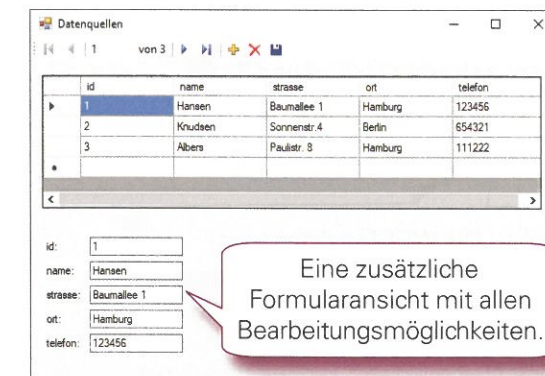 Datenquellen
1 von 3
id name strasse ort telefon
1 Hansen Baumallee 1 Hamburg 123456
2 Knudsen Sonnenstr.4 Berlin 654321
3 Albers Paulistr. 8 Hamburg 111222
id: 1
name: Hansen
strasse: Baumallee 1
ort: Hamburg
telefon: 123456
Eine zusätzliche
Formularansicht mit allen
Bearbeitungsmöglichkeiten.